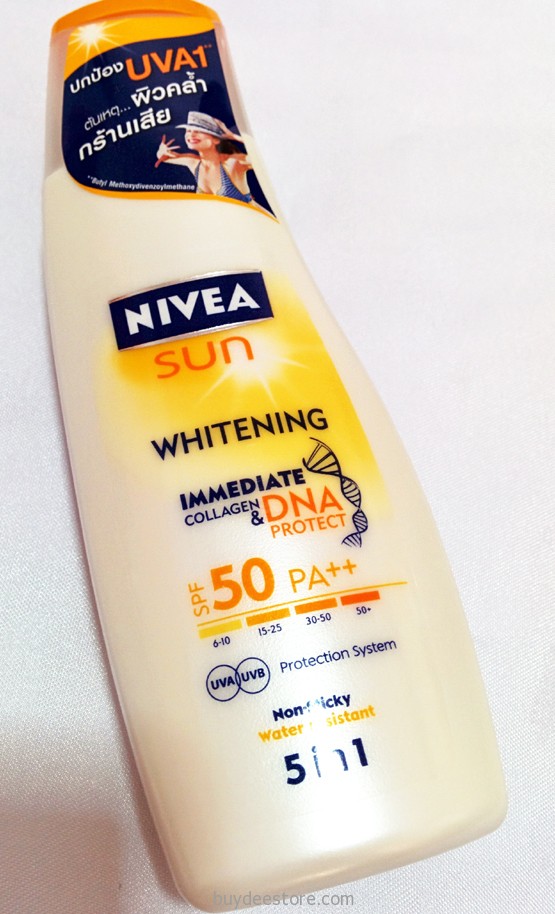 ปกป้อง UVA1**
ต้นเหตุ... ผิวคล้ำ
กร้านเสีย
**Butyl Methoxydivenzoylmethane
NIVEA
sun
WHITENING
IMMEDIATE
COLLAGEN & DNA
PROTECT
SPF 50 PA++
6-10 15-25 30-50 50+
UVA UVB Protection System
Non-Sticky
Water resistant
5 in 1
buydeestore.com